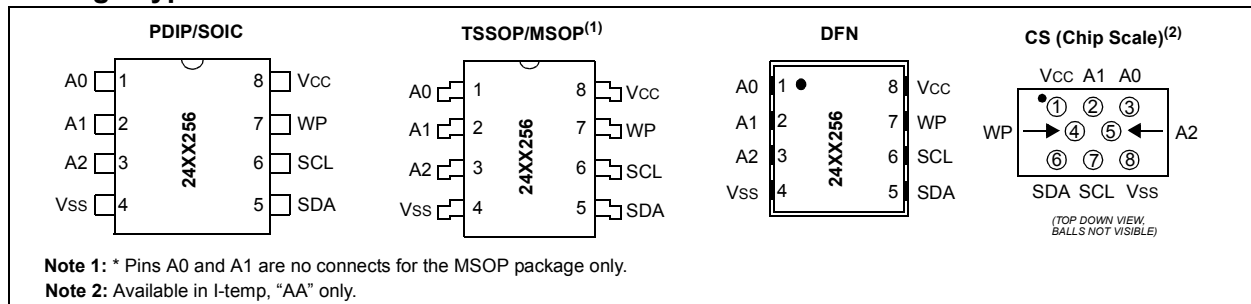 PDIP/SOIC
A0 1 8 VCC
A1 2 7 WP
A2 3 6 SCL
VSS 4 5 SDA
24XX256
TSSOP/MSOP(1)
A0 1 8 VCC
A1 2 7 WP
A2 3 6 SCL
VSS 4 5 SDA
24XX256
DFN
A0 1 8 VCC
A1 2 7 WP
A2 3 6 SCL
VSS 4 5 SDA
24XX256
CS (Chip Scale)(2)
VCC A1 A0
1 2 3
WP 4 5 A2
6 7 8
SDA SCL VSS
(TOP DOWN VIEW,
BALLS NOT VISIBLE)
Note 1: * Pins A0 and A1 are no connects for the MSOP package only.
Note 2: Available in I-temp, “AA” only.